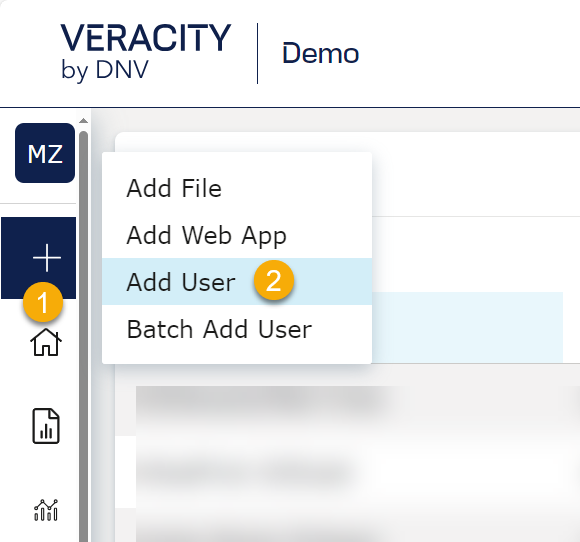 VERACITY
by DNV
Demo
MZ
Add File
Add Web App
Add User 2
Batch Add User
1